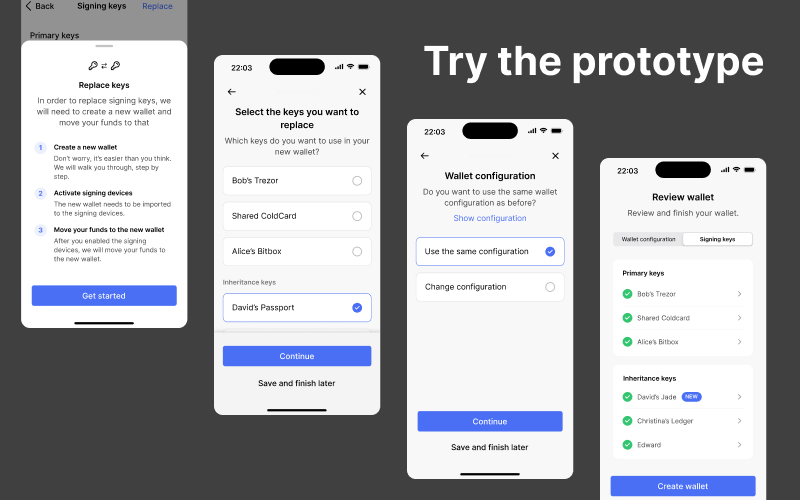 Back
Signing keys
Replace
Primary keys
Replace keys
In order to replace signing keys, we
will need to create a new wallet and
move your funds to that
1
Create a new wallet
Don't worry, it's easier than you think.
We will walk you through, step by
step.
2
Activate signing devices
The new wallet needs to be imported
to the signing devices.
3
Move your funds to the new wallet
After you enabled the signing
devices, we will move your funds to
the new wallet.
Get started
22:03
Select the keys you want to
replace
Which keys do you want to use in your
new wallet?
Bob's Trezor
Shared ColdCard
Alice's Bitbox
Inheritance keys
David's Passport
Continue
Save and finish later
Try the prototype
22:03
Wallet configuration
Do you want to use the same wallet
configuration as before?
Show configuration
Use the same configuration
Change configuration
Continue
Save and finish later
22:03
Review wallet
Review and finish your wallet.
Wallet configuration
Signing keys
Primary keys
Bob's Trezor
Shared Coldcard
Alice's Bitbox
Inheritance keys
David's Jade
NEW
Christina's Ledger
Edward
Create wallet